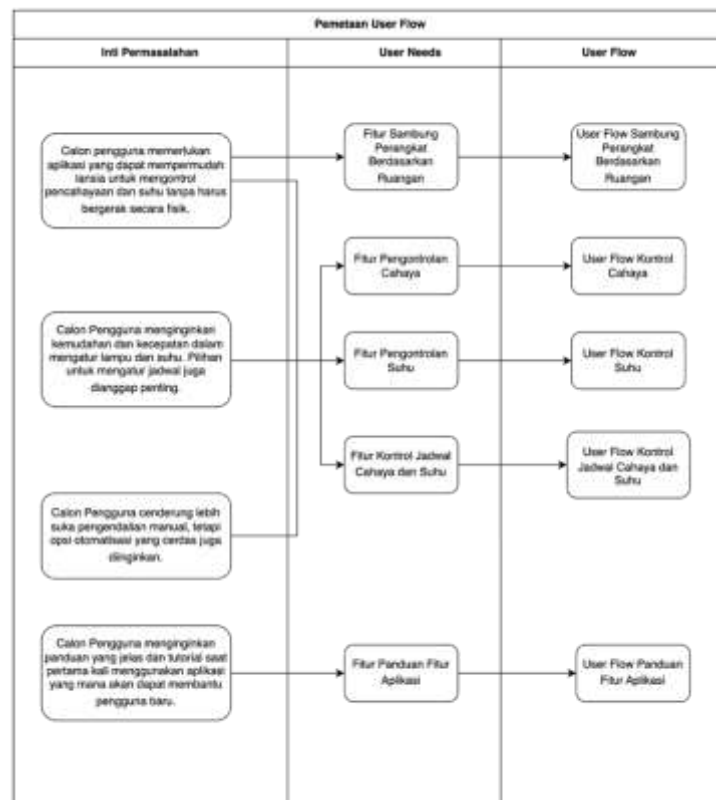 Pemetaan User Flow
Inti Permasalahan
User Needs
User Flow
Calon pengguna memerlukan
aplikasi yang dapat mempermudah
lansia untuk mengontrol
pencahayaan dan suhu tanpa harus
bergerak secara fisik.
Fitur Sambung
Perangkat
Berdasarkan
Ruangan
User Flow Sambung
Perangkat
Berdasarkan
Ruangan
Fitur Pengontrolan
Cahaya
User Flow Kontrol
Cahaya
Calon Pengguna menginginkan
kemudahan dan kecepatan dalam
mengatur lampu dan suhu. Pilihan
untuk mengatur jadwal juga
dianggap penting.
Fitur Pengontrolan
Suhu
User Flow Kontrol
Suhu
Fitur Kontrol Jadwal
Cahaya dan Suhu
User Flow Kontrol
Jadwal Cahaya dan
Suhu
Calon Pengguna cenderung lebih
suka pengendalian manual, tetapi
opsi otomatisasi yang cerdas juga
diinginkan.
Calon Pengguna menginginkan
panduan yang jelas dan tutorial saat
pertama kali menggunakan aplikasi
yang mana akan dapat membantu
pengguna baru.
Fitur Panduan Fitur
Aplikasi
User Flow Panduan
Fitur Aplikasi